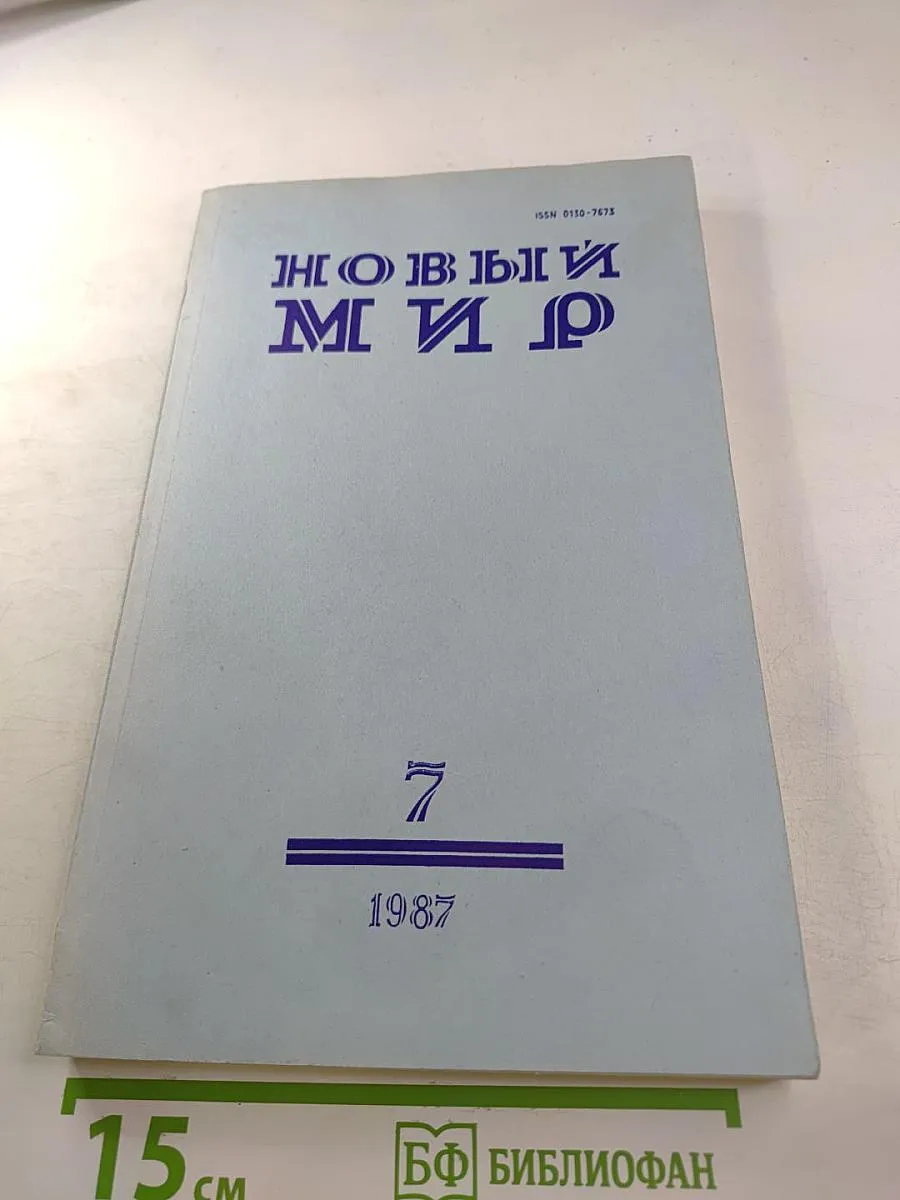 ISSN 0130-7673
НОВЫЙ
МИР
7
1987
15 см
БФ БИБЛИОФАН